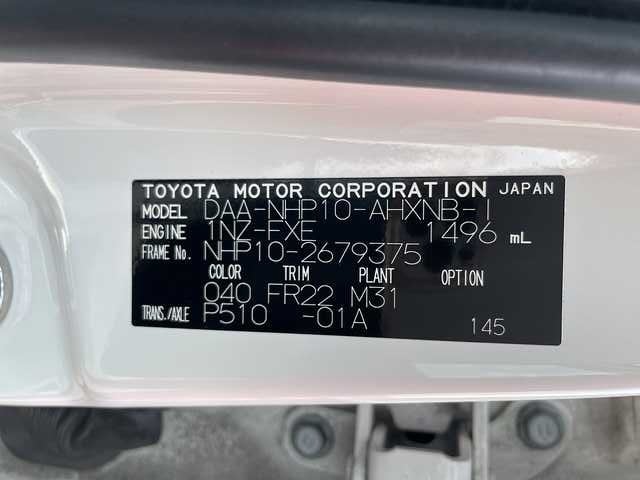 TOYOTA MOTOR CORPORATION JAPAN
MODEL DAA-NHP10-AHXNB-I
ENGINE 1NZ-FXE 1496 mL
FRAME No. NHP10-2679375
COLOR TRIM PLANT OPTION
040 FR22 M31
TRANS./AXLE P510 -01A 145